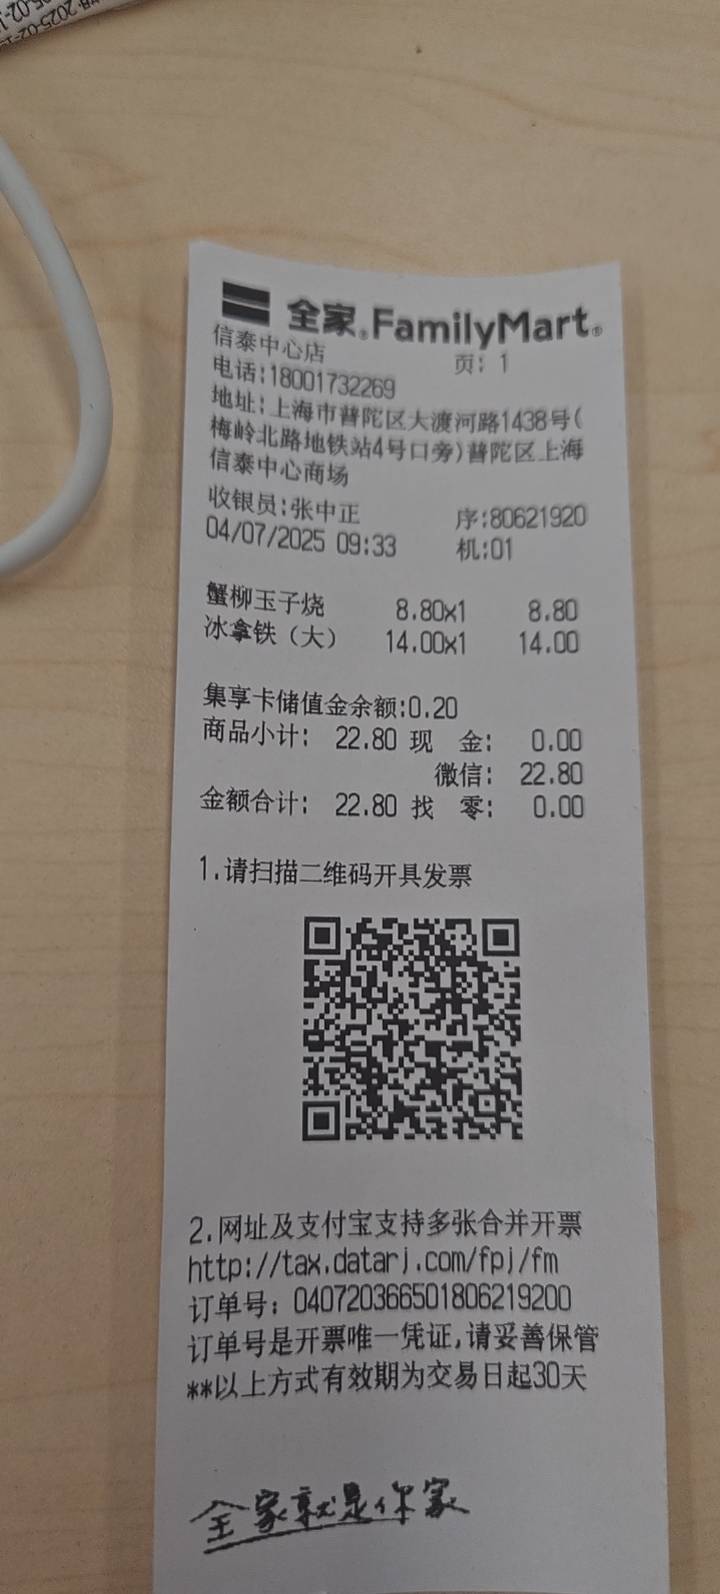 全家®FamilyMart®
信泰中心店 页: 1
电话:18001732269
地址:上海市普陀区大渡河路1438号(
梅岭北路地铁站4号口旁)普陀区上海
信泰中心商场
收银员:张中正 序:80621920
04/07/2025 09:33 机:01
蟹柳玉子烧 8.80x1 8.80
冰拿铁（大） 14.00x1 14.00
集享卡储值金余额:0.20
商品小计: 22.80 现 金: 0.00
微信: 22.80
金额合计: 22.80 找 零: 0.00
1.请扫描二维码开具发票
2.网址及支付宝支持多张合并开票
http://tax.datarj.com/fpj/fm
订单号: 040720366501806219200
订单号是开票唯一凭证,请妥善保管
**以上方式有效期为交易日起30天
全家就是你家